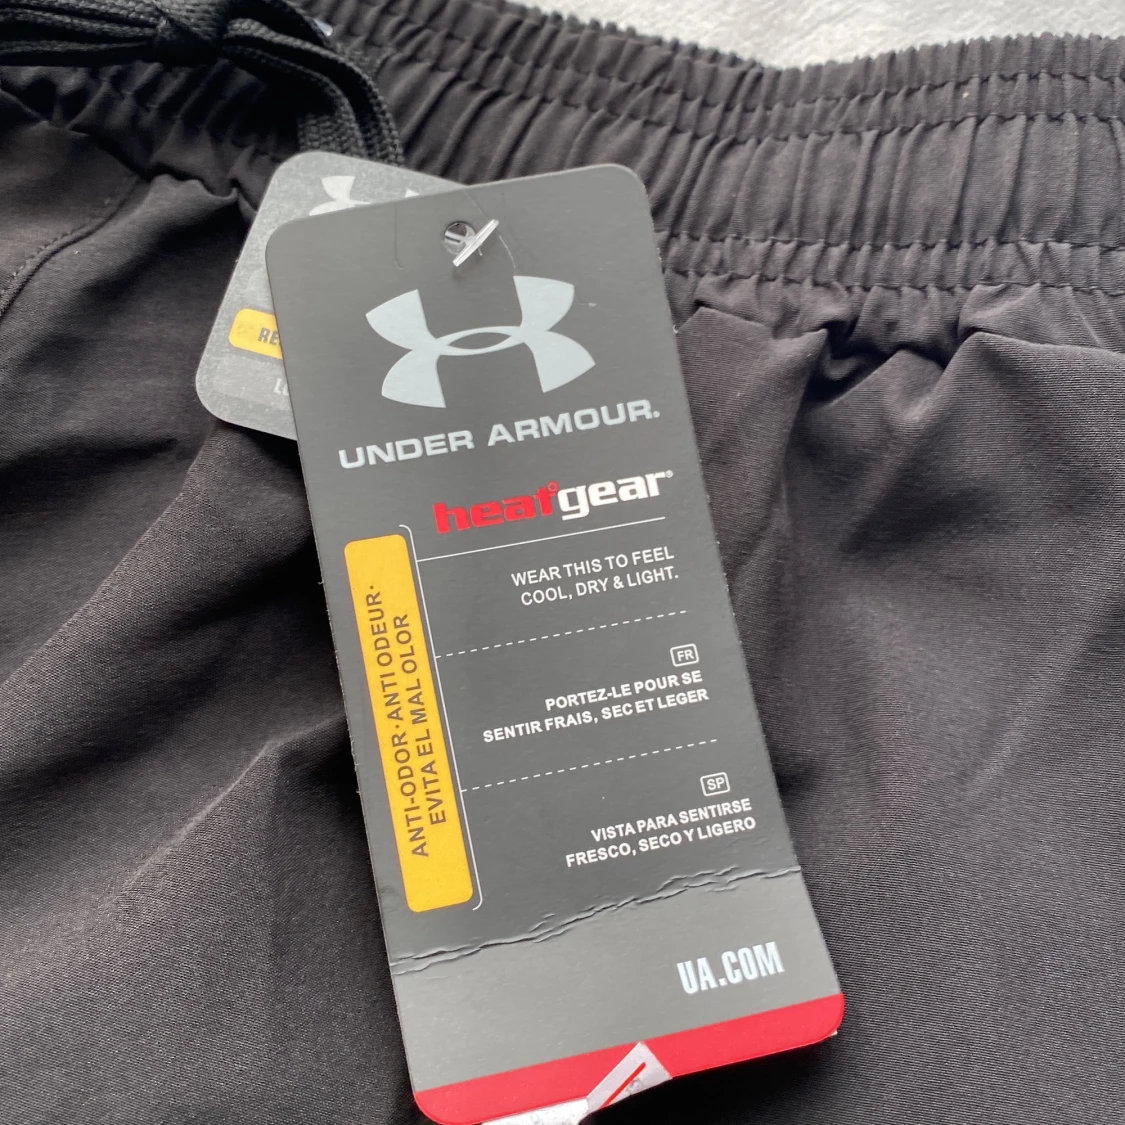 UNDER ARMOUR.
heatgear®
WEAR THIS TO FEEL
COOL, DRY & LIGHT.
FR
PORTEZ-LE POUR SE
SENTIR FRAIS, SEC ET LEGER
SP
VISTA PARA SENTIRSE
FRESCO, SECO Y LIGERO
ANTI-ODOR·ANTI ODEUR·
EVITA EL MAL OLOR
UA.COM